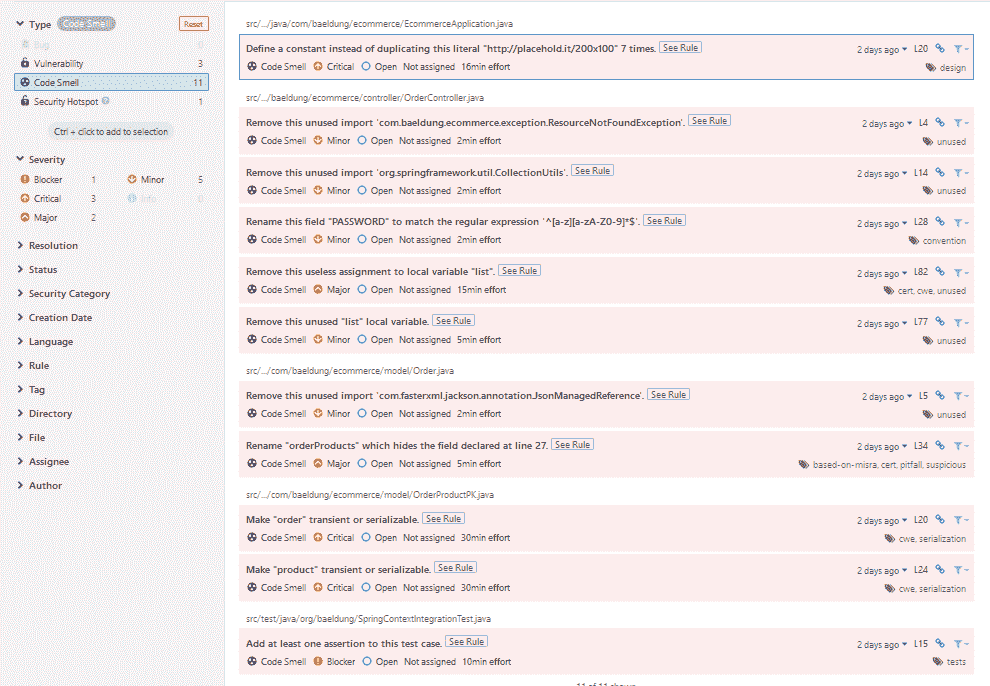 Type Code Smell Reset
Bug 0
Vulnerability 3
Code Smell 11
Security Hotspot 1
Ctrl + click to add to selection
Severity
Blocker 1 Minor 5
Critical 3 Info 0
Major 2
Resolution
Status
Security Category
Creation Date
Language
Rule
Tag
Directory
File
Assignee
Author
src/.../java/com/baeldung/ecommerce/EcommerceApplication.java
Define a constant instead of duplicating this literal "http://placehold.it/200x100" 7 times. See Rule 2 days ago L20
Code Smell Critical Open Not assigned 16min effort design
src/.../baeldung/ecommerce/controller/OrderController.java
Remove this unused import 'com.baeldung.ecommerce.exception.ResourceNotFoundException'. See Rule 2 days ago L4
Code Smell Minor Open Not assigned 2min effort unused
Remove this unused import 'org.springframework.util.CollectionUtils'. See Rule 2 days ago L14
Code Smell Minor Open Not assigned 2min effort unused
Rename this field "PASSWORD" to match the regular expression '^[a-z][a-zA-Z0-9]*$'. See Rule 2 days ago L28
Code Smell Minor Open Not assigned 2min effort convention
Remove this useless assignment to local variable "list". See Rule 2 days ago L82
Code Smell Major Open Not assigned 15min effort cert, cwe, unused
Remove this unused "list" local variable. See Rule 2 days ago L77
Code Smell Minor Open Not assigned 5min effort unused
src/.../com/baeldung/ecommerce/model/Order.java
Remove this unused import 'com.fasterxml.jackson.annotation.JsonManagedReference'. See Rule 2 days ago L5
Code Smell Minor Open Not assigned 2min effort unused
Rename "orderProducts" which hides the field declared at line 27. See Rule 2 days ago L34
Code Smell Major Open Not assigned 5min effort based-on-misra, cert, pitfall, suspicious
src/.../com/baeldung/ecommerce/model/OrderProductPK.java
Make "order" transient or serializable. See Rule 2 days ago L20
Code Smell Critical Open Not assigned 30min effort cwe, serialization
Make "product" transient or serializable. See Rule 2 days ago L24
Code Smell Critical Open Not assigned 30min effort cwe, serialization
src/test/java/org/baeldung/SpringContextIntegrationTest.java
Add at least one assertion to this test case. See Rule 2 days ago L15
Code Smell Blocker Open Not assigned 10min effort tests
11 of 11 shown